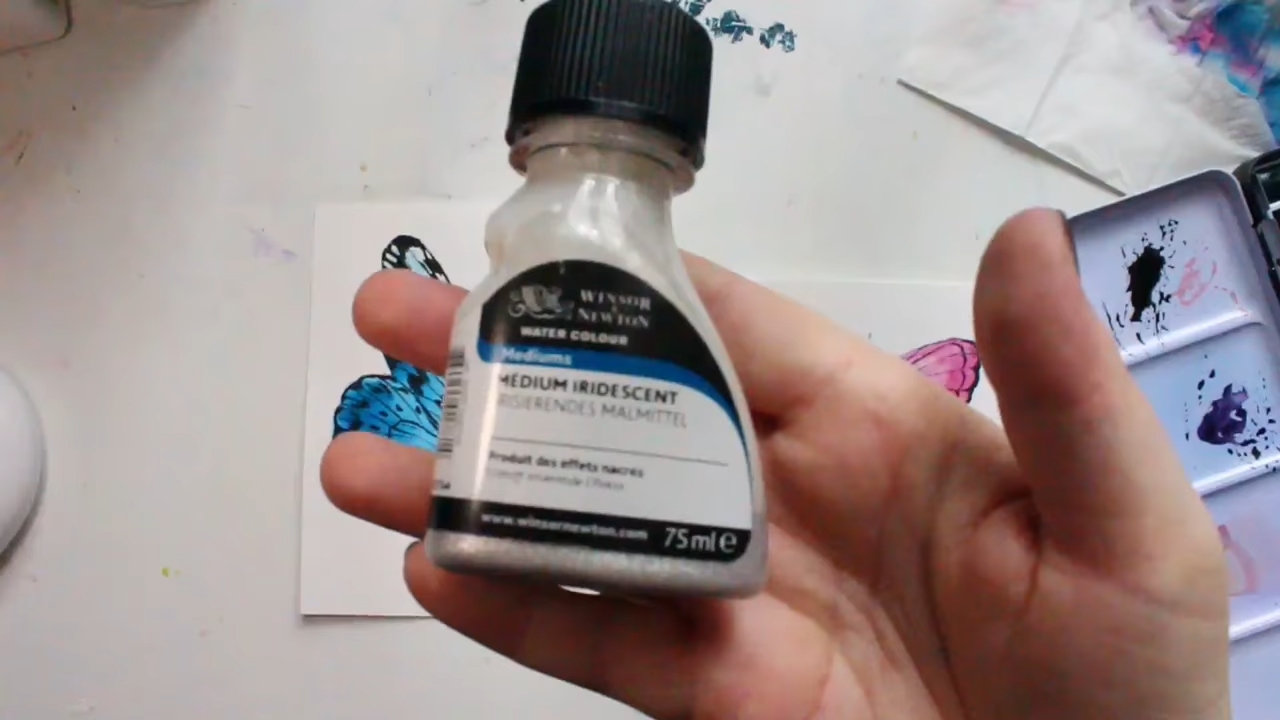 WINSOR
& NEWTON
WATER COLOUR
Mediums
MÉDIUM IRIDESCENT
IRISIERENDES MALMITTEL
Produit des effets nacrés
www.winsornewton.com
75ml e